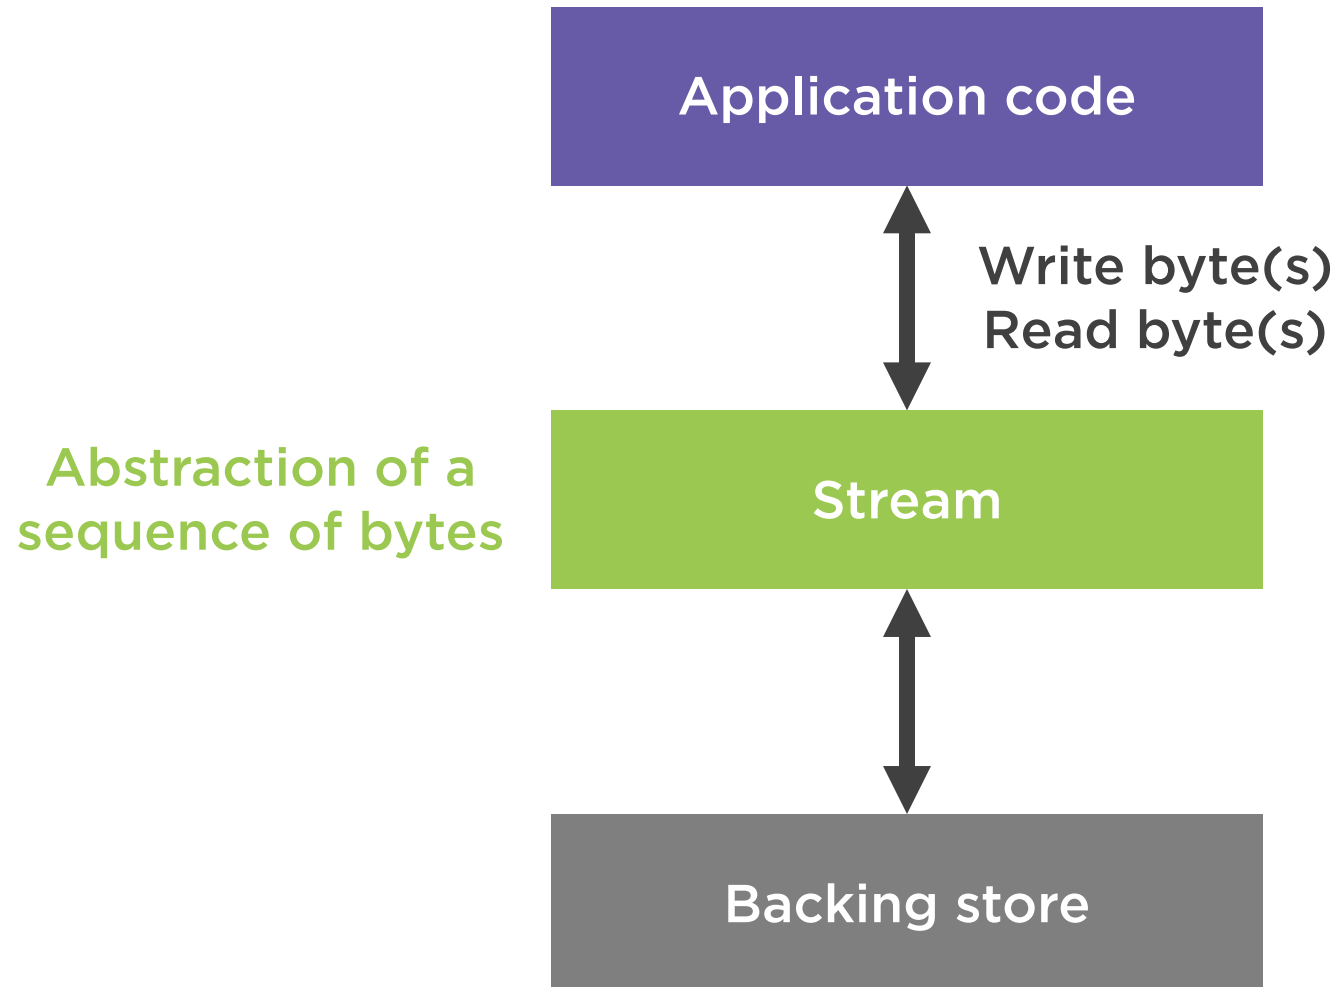 Application code
Write byte(s)
Read byte(s)
Abstraction of a
sequence of bytes
Stream
Backing store